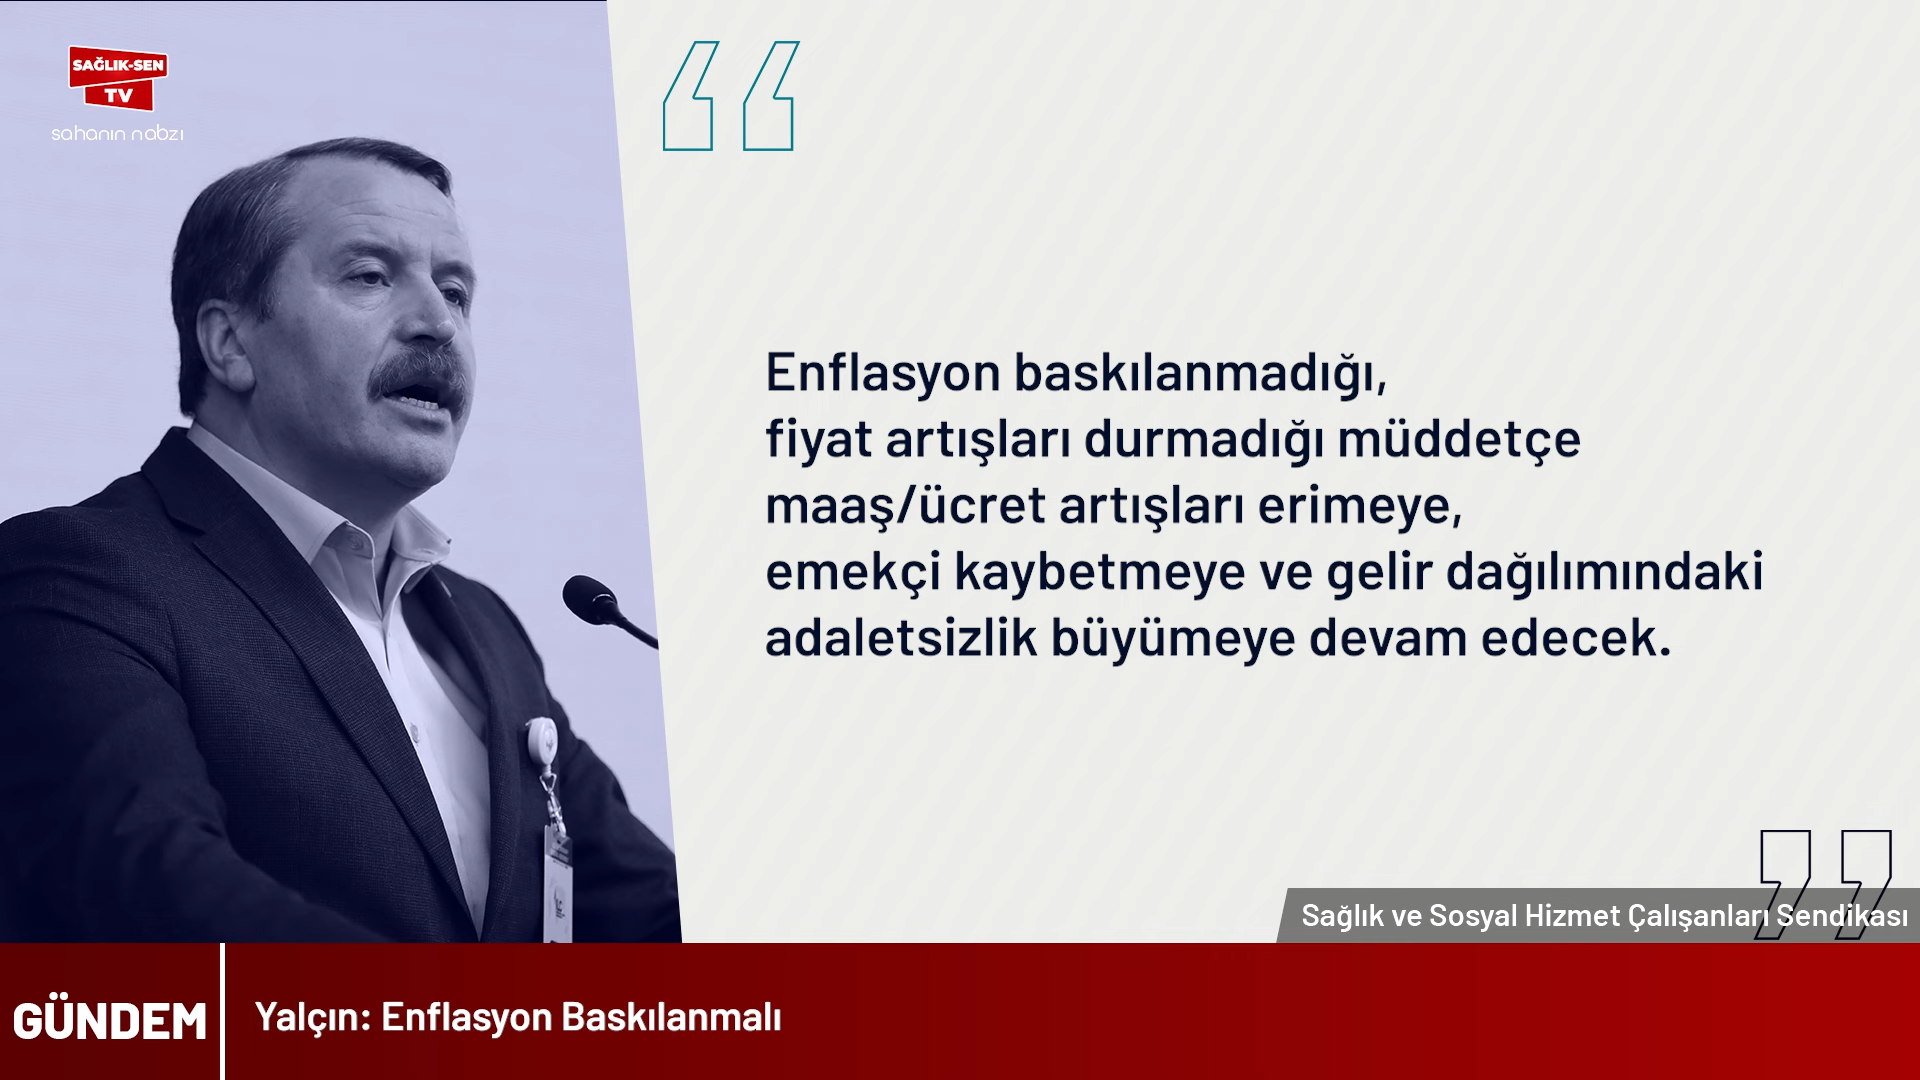 SAĞLIK-SEN
TV
sahanın nabzı
Enflasyon baskılanmadığı,
fiyat artışları durmadığı müddetçe
maaş/ücret artışları erimeye,
emekçi kaybetmeye ve gelir dağılımındaki
adaletsizlik büyümeye devam edecek.
Sağlık ve Sosyal Hizmet Çalışanları Sendikası
GÜNDEM
Yalçın: Enflasyon Baskılanmalı